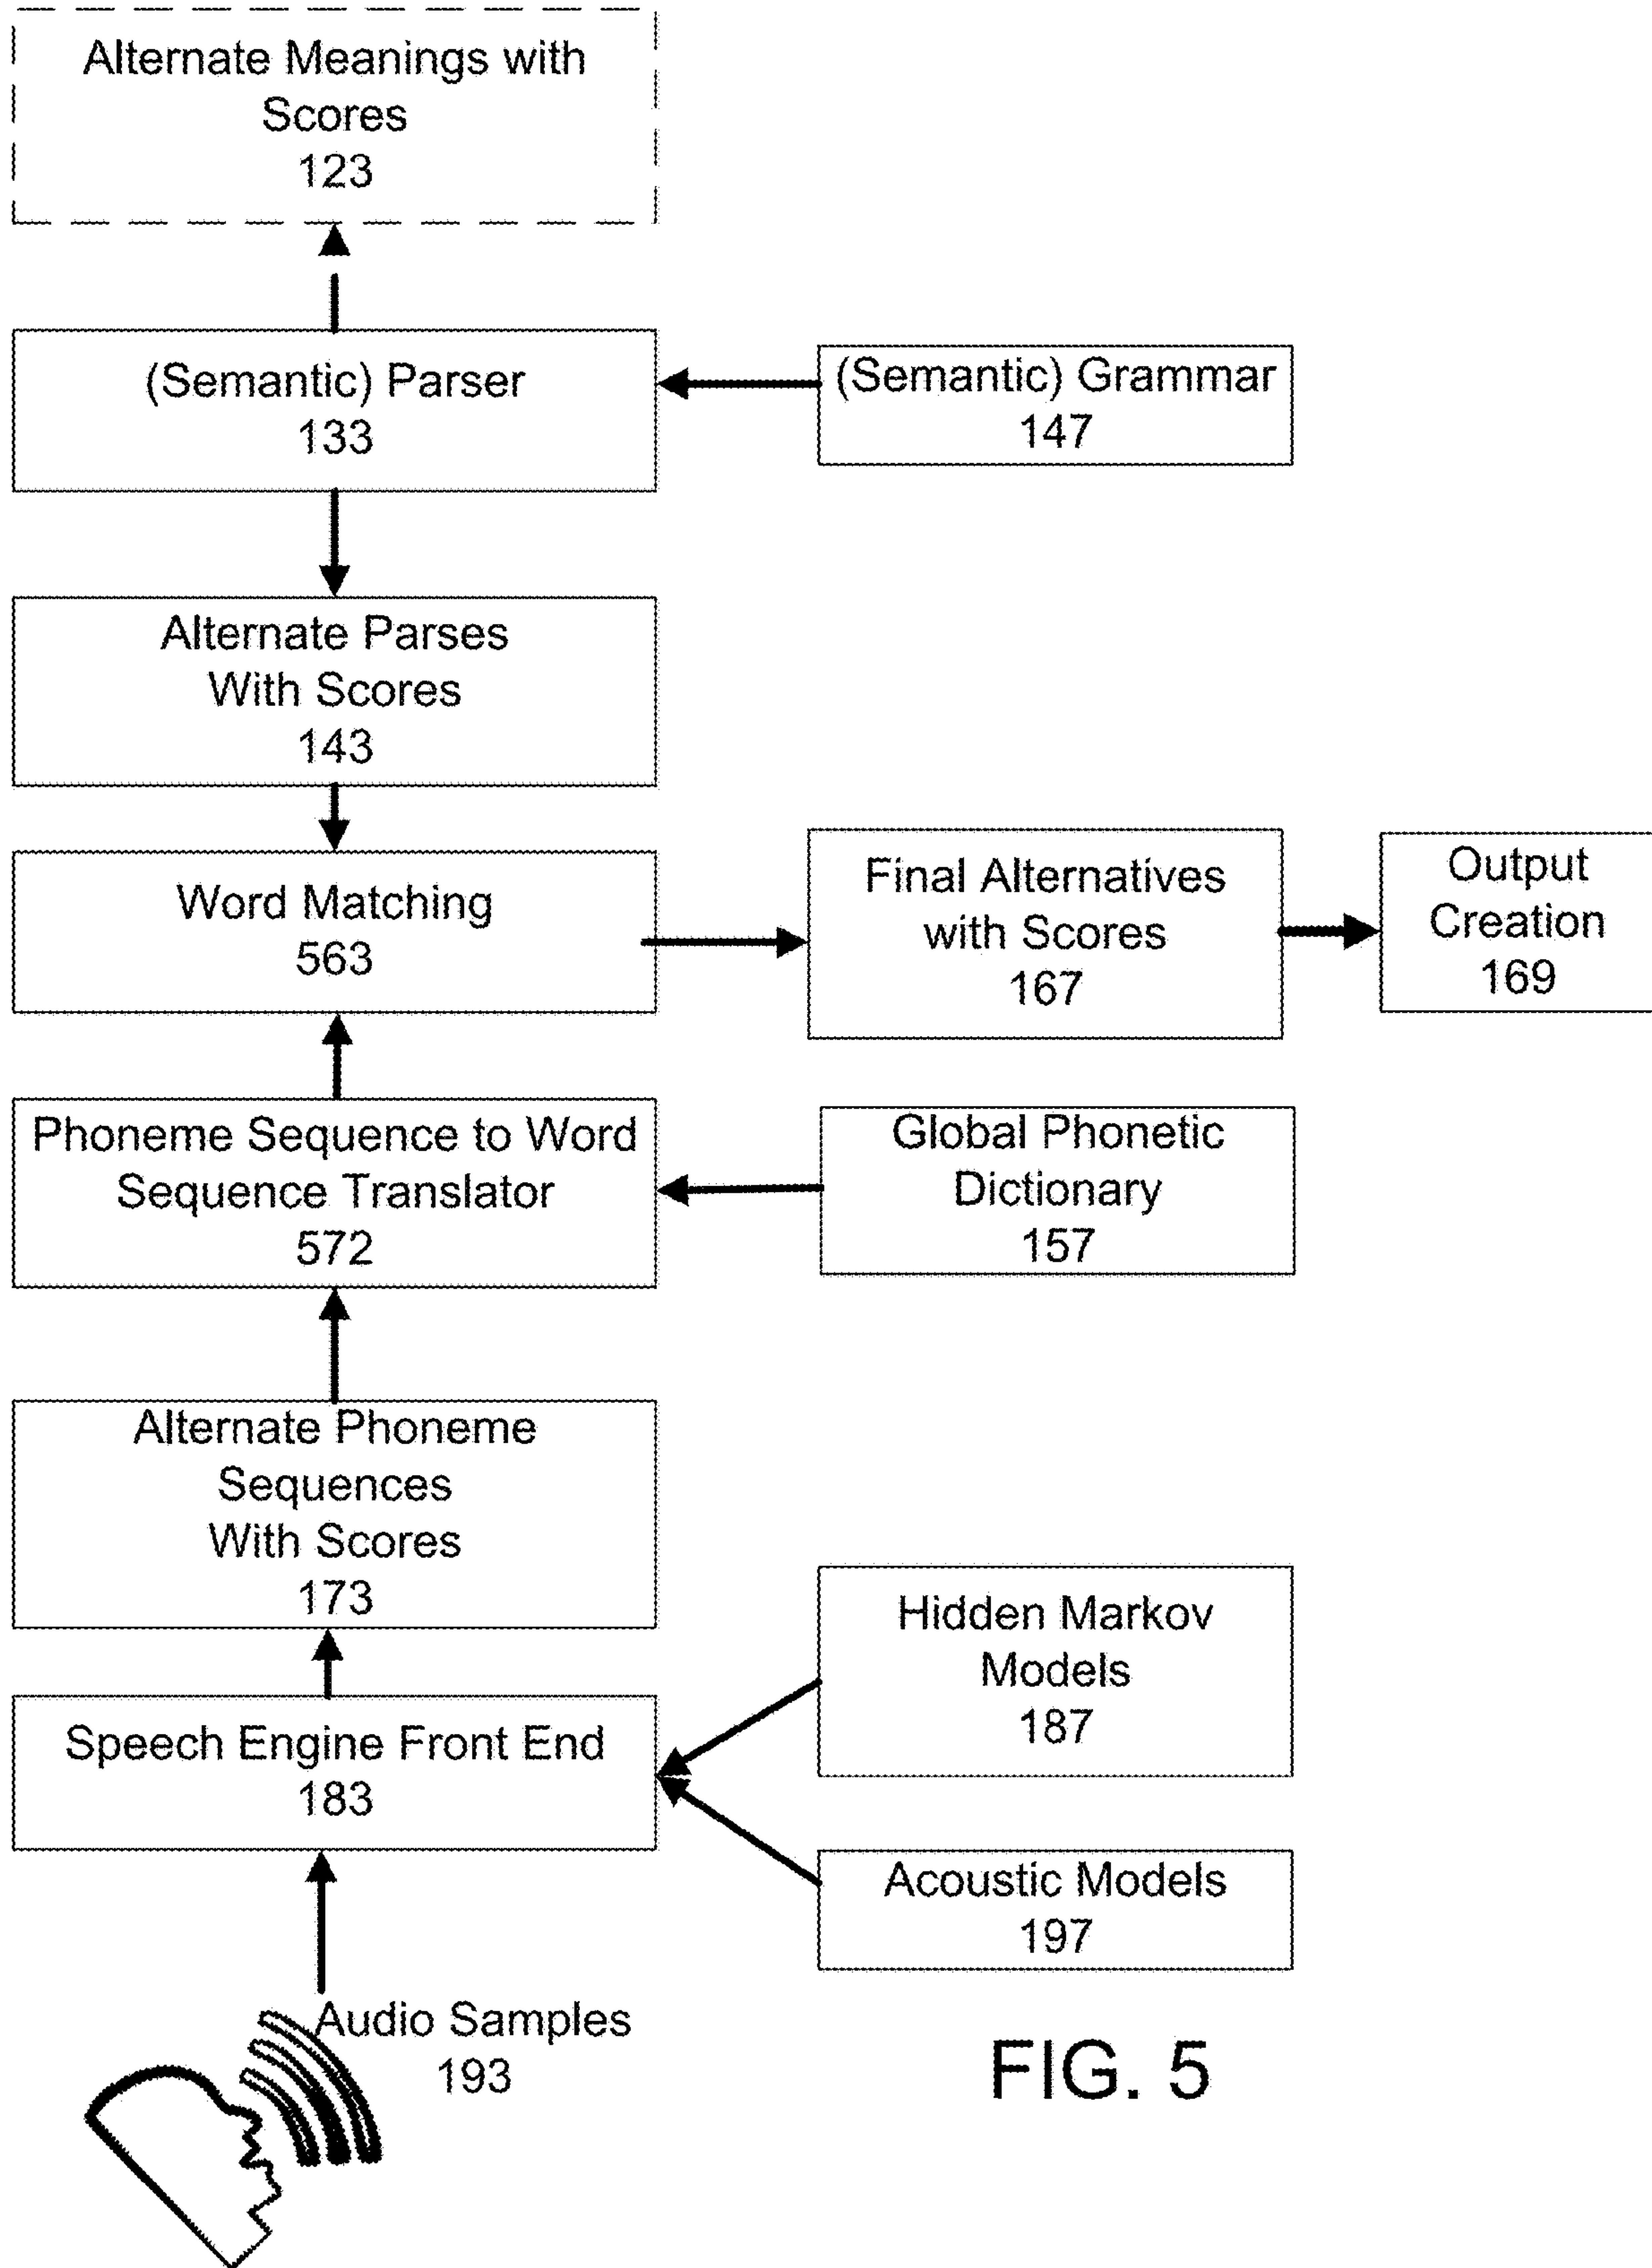 Alternate Meanings with
Scores
123
(Semantic) Parser
133
(Semantic) Grammar
147
Alternate Parses
With Scores
143
Word Matching
563
Final Alternatives
with Scores
167
Output
Creation
169
Phoneme Sequence to Word
Sequence Translator
572
Global Phonetic
Dictionary
157
Alternate Phoneme
Sequences
With Scores
173
Hidden Markov
Models
187
Speech Engine Front End
183
Acoustic Models
197
Audio Samples
193
FIG. 5